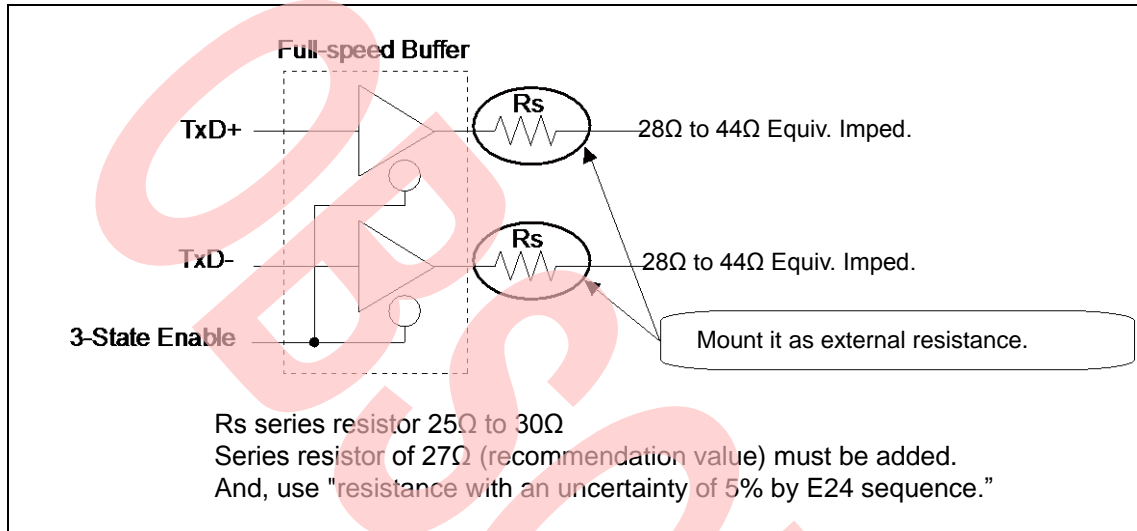 Full-speed Buffer
Rs
TxD+
28Ω to 44Ω Equiv. Imped.
Rs
TxD-
28Ω to 44Ω Equiv. Imped.
3-State Enable
Mount it as external resistance.
Rs series resistor 25Ω to 30Ω
Series resistor of 27Ω (recommendation value) must be added.
And, use "resistance with an uncertainty of 5% by E24 sequence.”